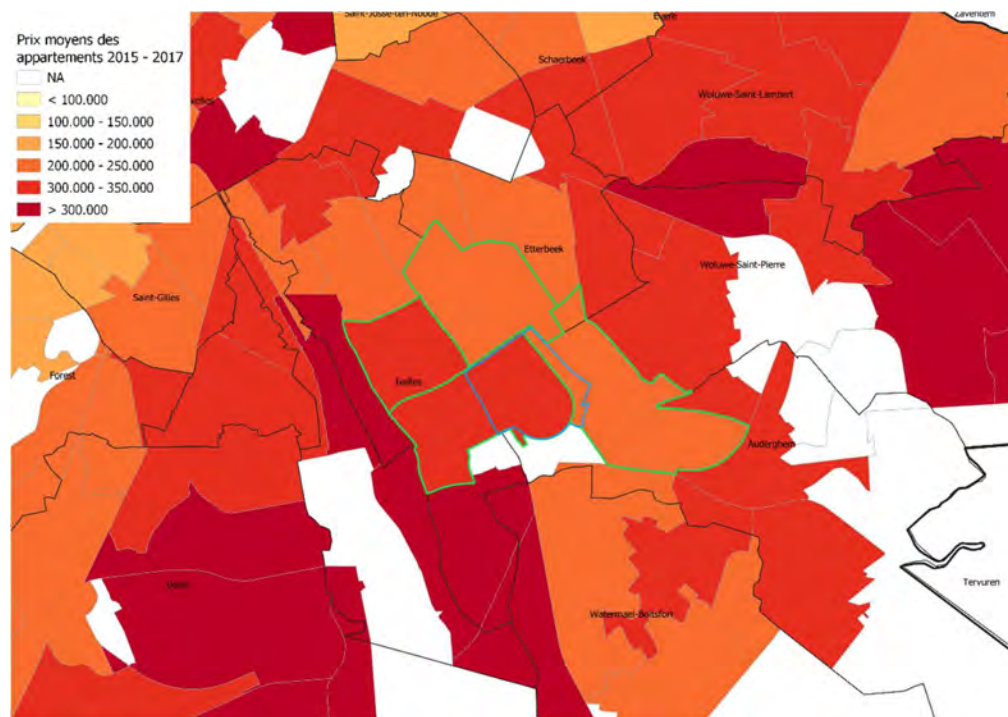 Prix moyens des
appartements 2015 - 2017
NA
< 100.000
100.000 - 150.000
150.000 - 200.000
200.000 - 250.000
300.000 - 350.000
> 300.000
Saint-Josse-ten-Noode
Evere
Zaventem
Schaerbeek
Woluwe-Saint-Lambert
Etterbeek
Woluwe-Saint-Pierre
Saint-Gilles
Forest
Ixelles
Auderghem
Uccle
Tervuren
Watermael-Boitsfort